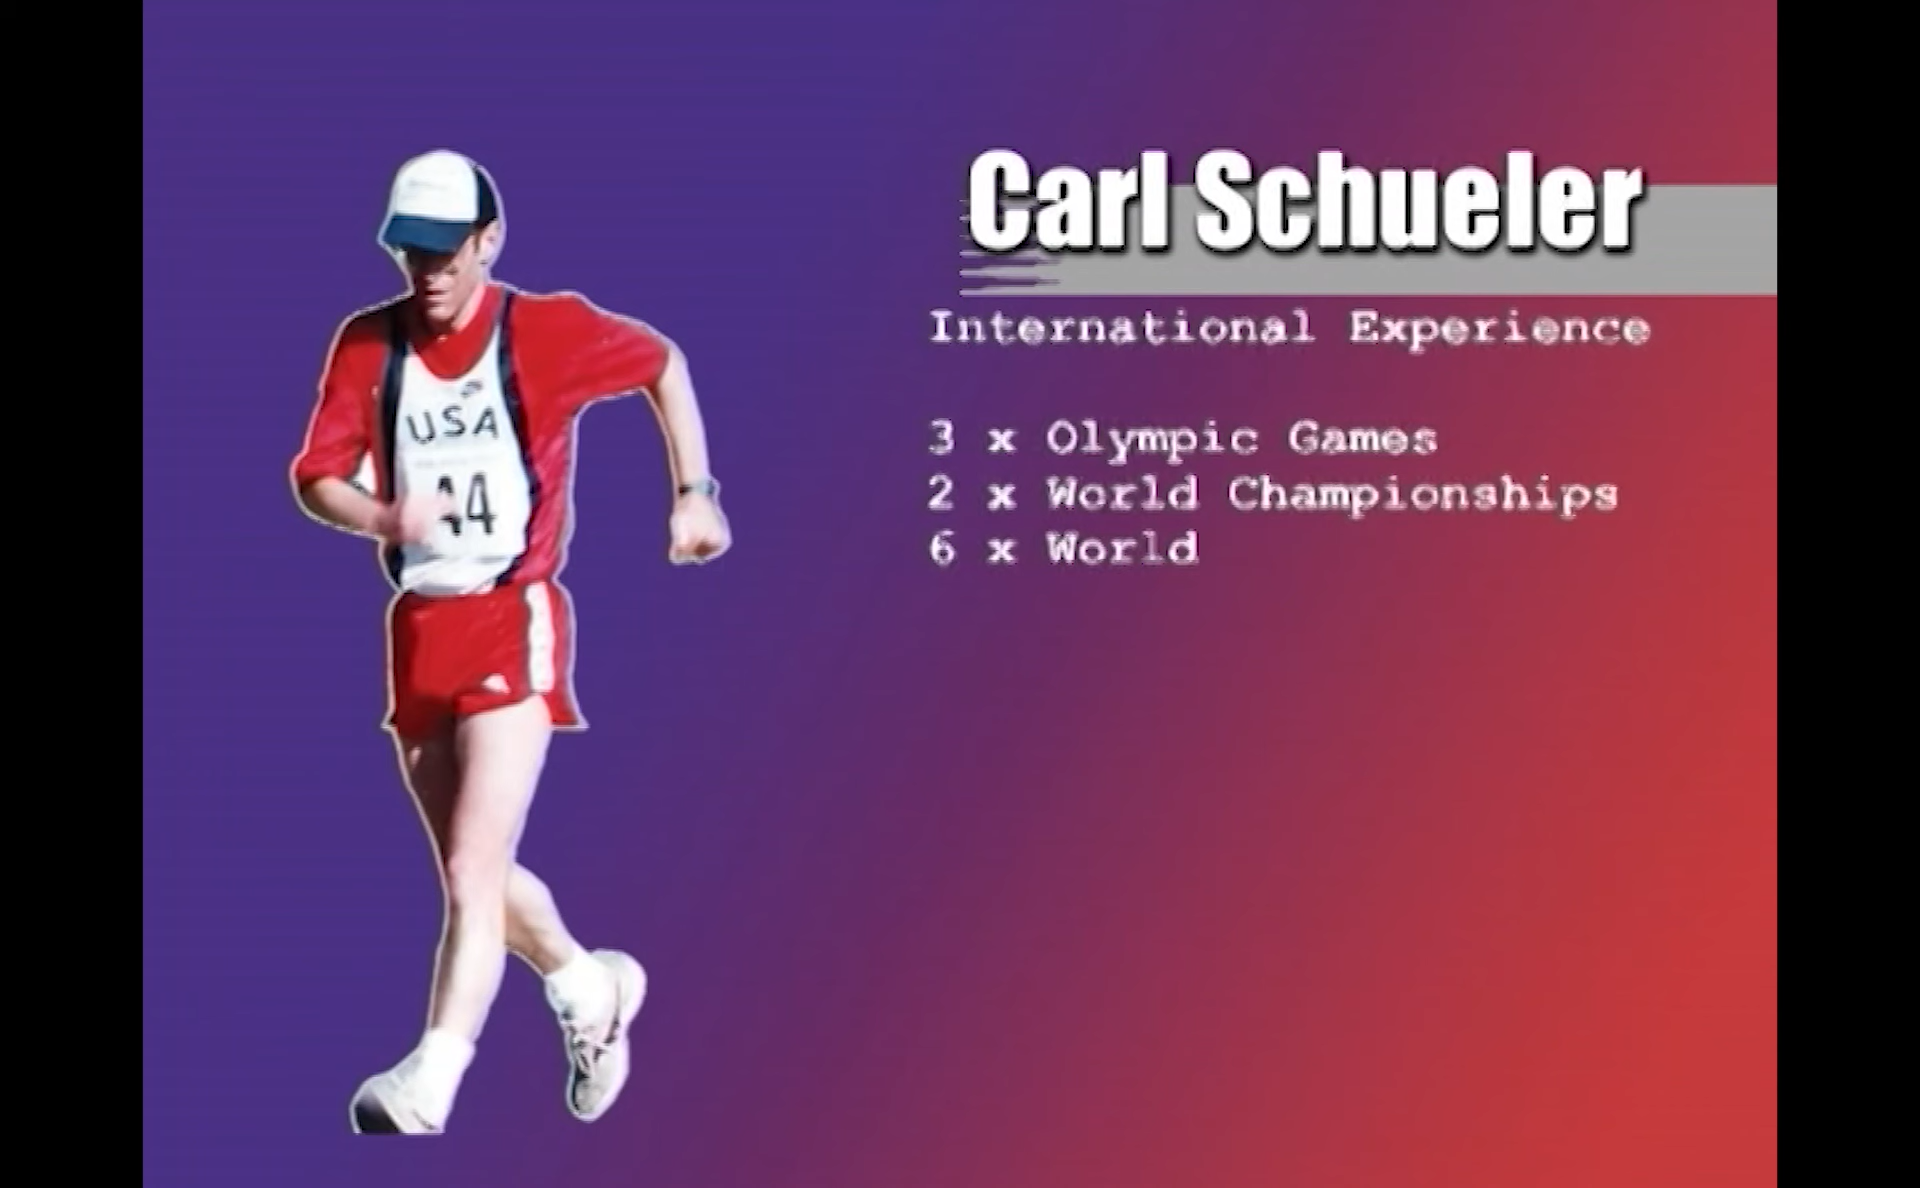 Carl Schueler
International Experience
3 x Olympic Games
2 x World Championships
6 x World
USA
44